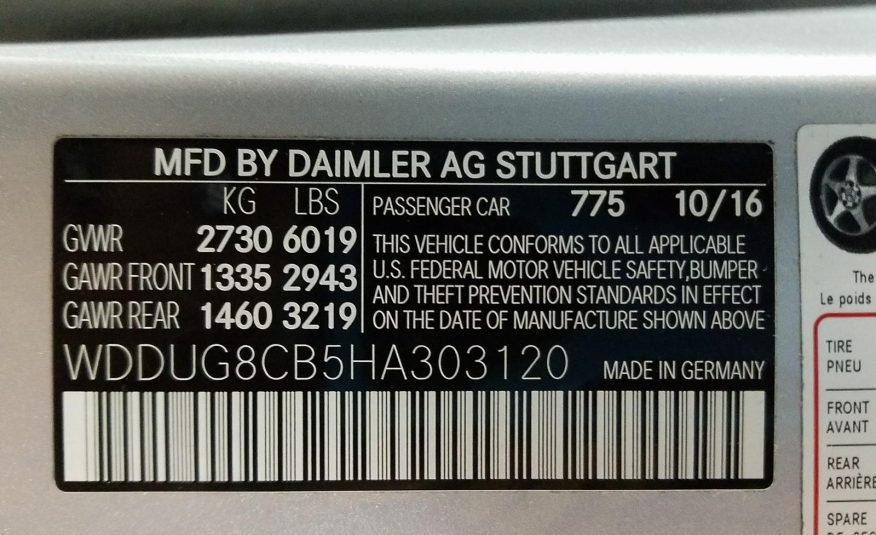 MFD BY DAIMLER AG STUTTGART
KG LBS
GVWR 2730 6019
GAWR FRONT 1335 2943
GAWR REAR 1460 3219
PASSENGER CAR 775 10/16
THIS VEHICLE CONFORMS TO ALL APPLICABLE
U.S. FEDERAL MOTOR VEHICLE SAFETY,BUMPER
AND THEFT PREVENTION STANDARDS IN EFFECT
ON THE DATE OF MANUFACTURE SHOWN ABOVE
WDDUG8CB5HA303120 MADE IN GERMANY
The
Le poids
TIRE
PNEU
FRONT
AVANT
REAR
ARRIÈRE
SPARE